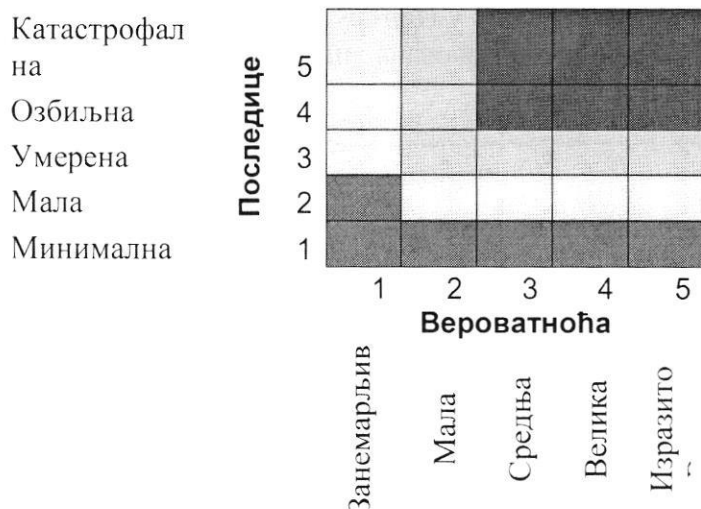 Катастрофал
на
Озбиљна
Умерена
Мала
Минимална
Последице
5
4
3
2
1
1 2 3 4 5
Вероватноћа
Занемарљив
Мала
Средња
Велика
Изразито